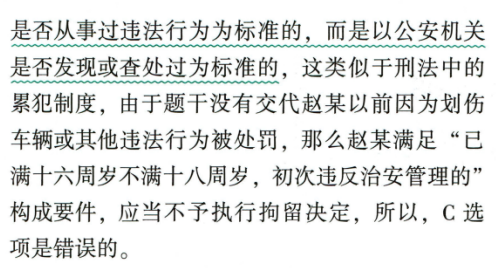 是否从事过违法行为为标准的，而是以公安机关
是否发现或查处过为标准的，这类似于刑法中的
累犯制度，由于题干没有交代赵某以前因为划伤
车辆或其他违法行为被处罚，那么赵某满足“已
满十六周岁不满十八周岁，初次违反治安管理的”
构成要件，应当不予执行拘留决定，所以，C 选
项是错误的。